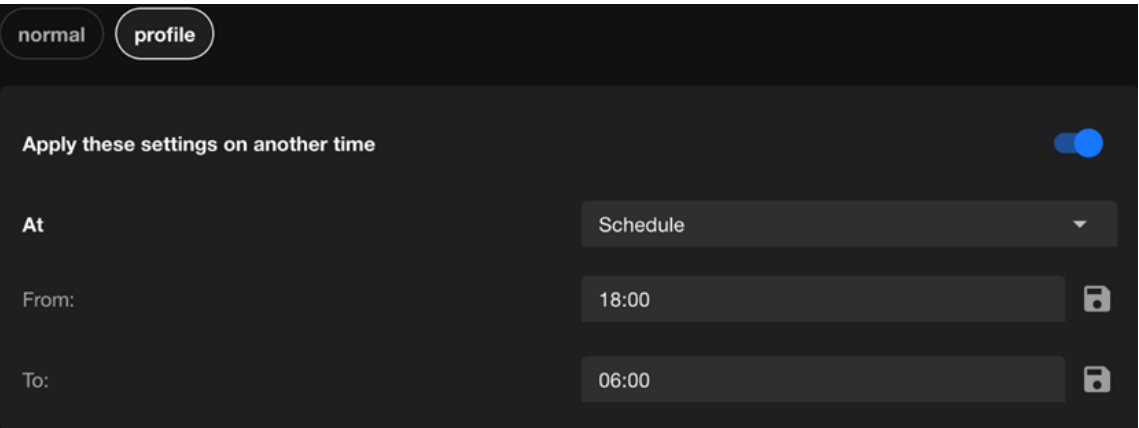 normal profile
Apply these settings on another time
At Schedule
From: 18:00
To: 06:00